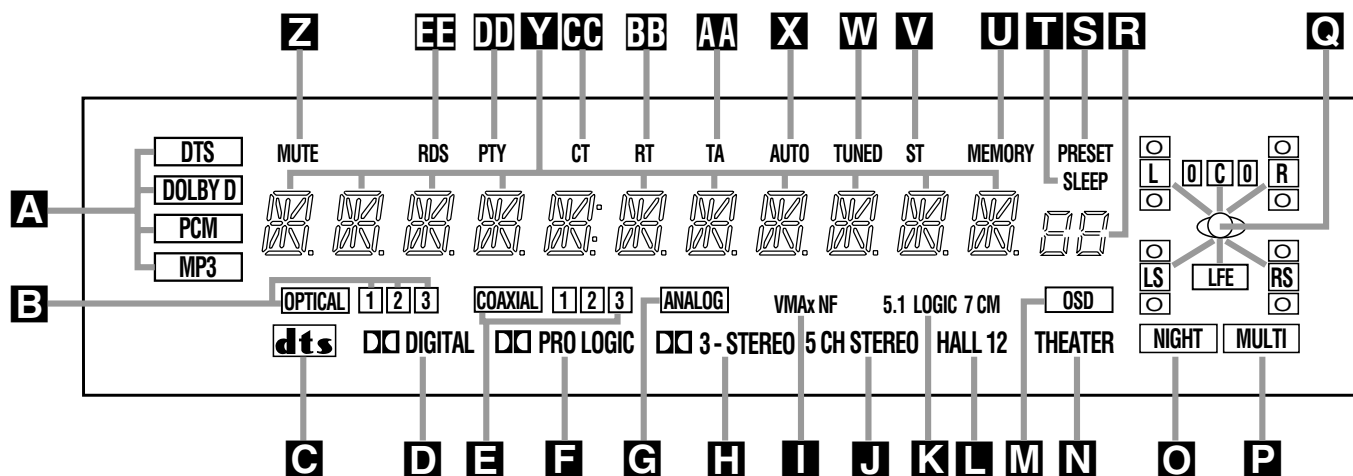 Z EE DD Y CC BB AA X W V U T S R Q
DTS MUTE RDS PTY CT RT TA AUTO TUNED ST MEMORY PRESET
SLEEP
L 0 C 0 R
DOLBY D
A
PCM
MP3
LS LFE RS
B
OPTICAL 1 2 3 COAXIAL 1 2 3 ANALOG VMAx NF 5.1 LOGIC 7 CM OSD
dts DIGITAL PRO LOGIC 3 - STEREO 5 CH STEREO HALL 12 THEATER NIGHT MULTI
C D E F G H I J K L M N O P